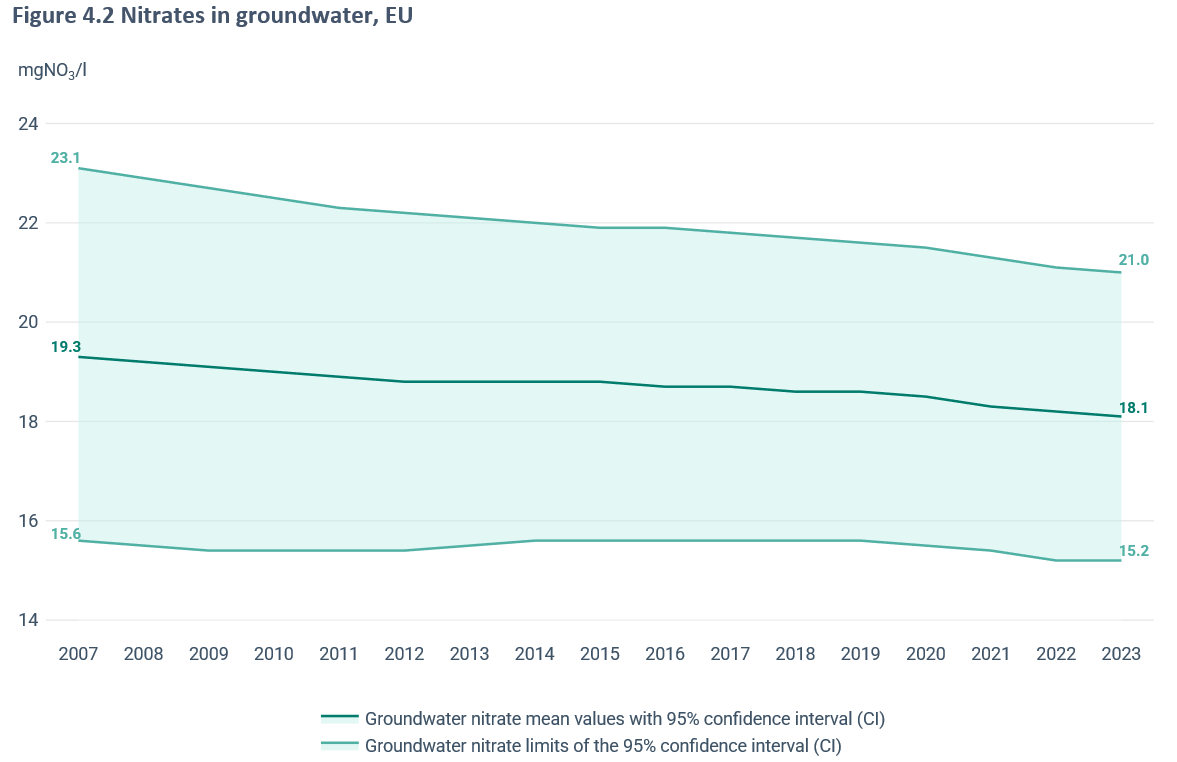 Figure 4.2 Nitrates in groundwater, EU
mgNO₃/l
24
23.1
22
21.0
20
19.3
18.1
18
16
15.6
15.2
14
2007 2008 2009 2010 2011 2012 2013 2014 2015 2016 2017 2018 2019 2020 2021 2022 2023
Groundwater nitrate mean values with 95% confidence interval (CI)
Groundwater nitrate limits of the 95% confidence interval (CI)